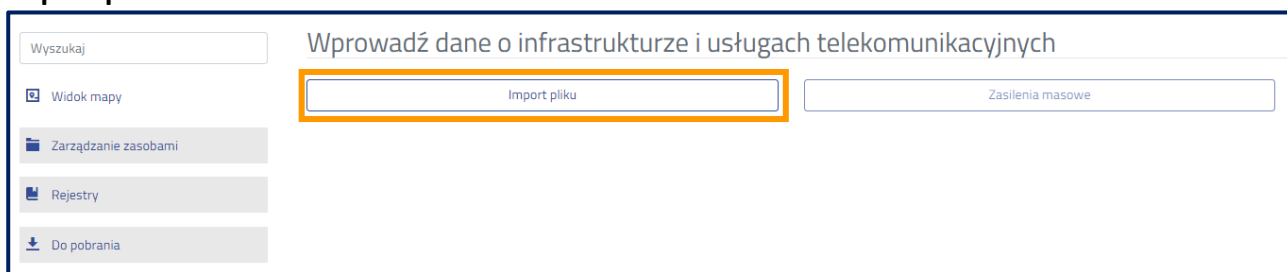 Wyszukaj
Wprowadź dane o infrastrukturze i usługach telekomunikacyjnych
Import pliku
Zasilenia masowe
Widok mapy
Zarządzanie zasobami
Rejestry
Do pobrania